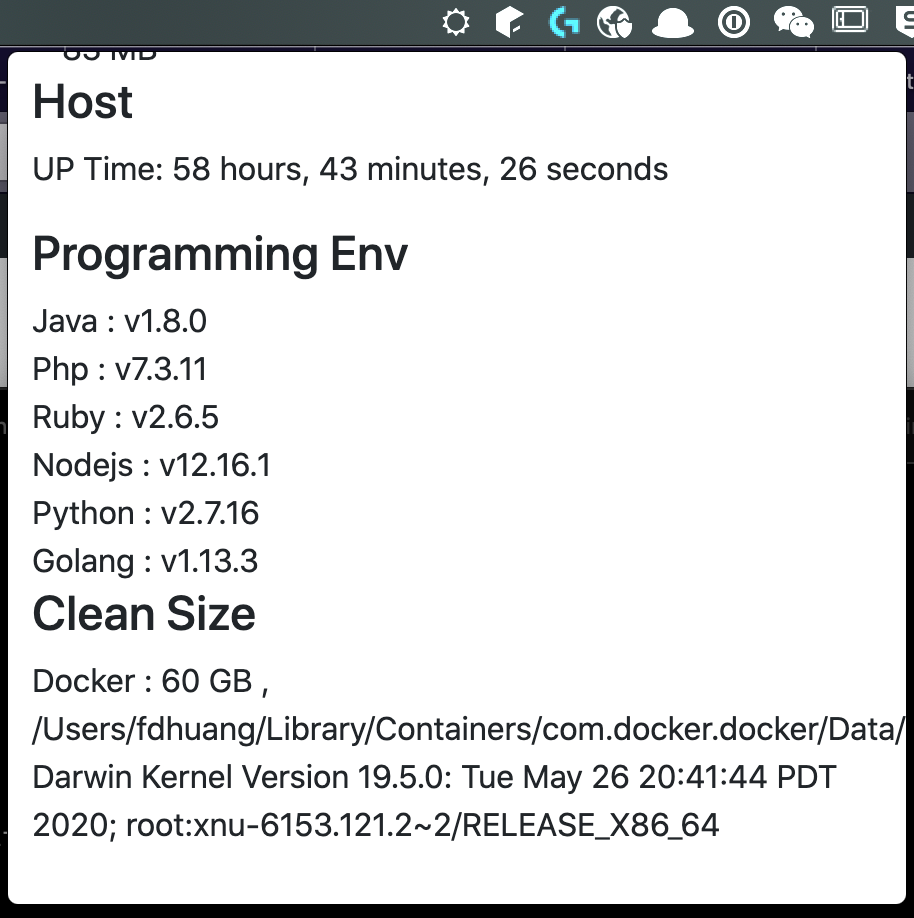 83 MB
Host
UP Time: 58 hours, 43 minutes, 26 seconds
Programming Env
Java : v1.8.0
Php : v7.3.11
Ruby : v2.6.5
Nodejs : v12.16.1
Python : v2.7.16
Golang : v1.13.3
Clean Size
Docker : 60 GB ,
/Users/fdhuang/Library/Containers/com.docker.docker/Data/
Darwin Kernel Version 19.5.0: Tue May 26 20:41:44 PDT
2020; root:xnu-6153.121.2~2/RELEASE_X86_64